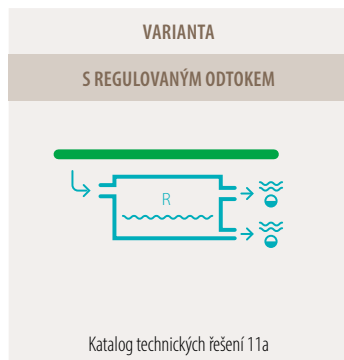 VARIANTA
S REGULOVANÝM ODTOKEM
R
Katalog technických řešení 11a